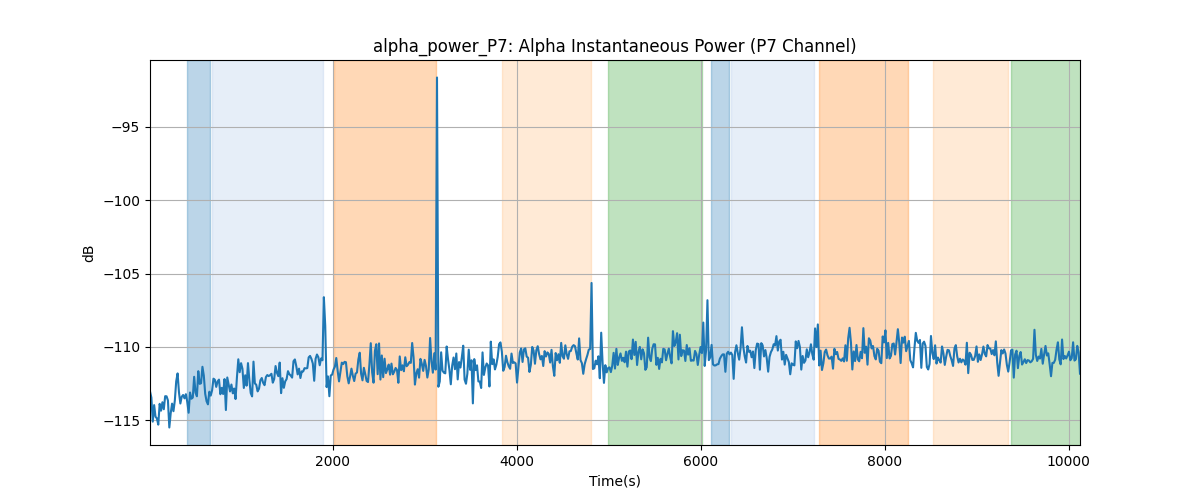 alpha_power_P7: Alpha Instantaneous Power (P7 Channel)
−95
−100
−105
−110
−115
dB
2000 4000 6000 8000 10000
Time(s)